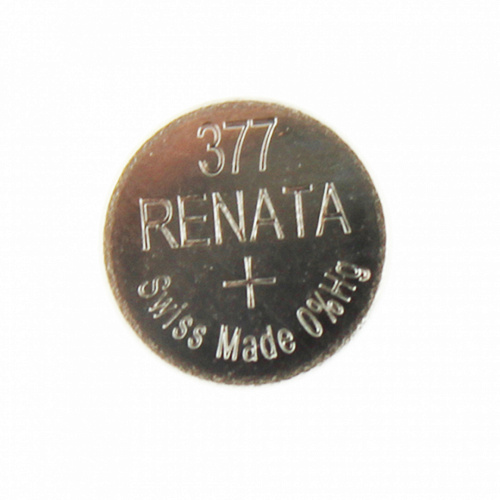 377
RENATA
+
Swiss Made 0%Hg